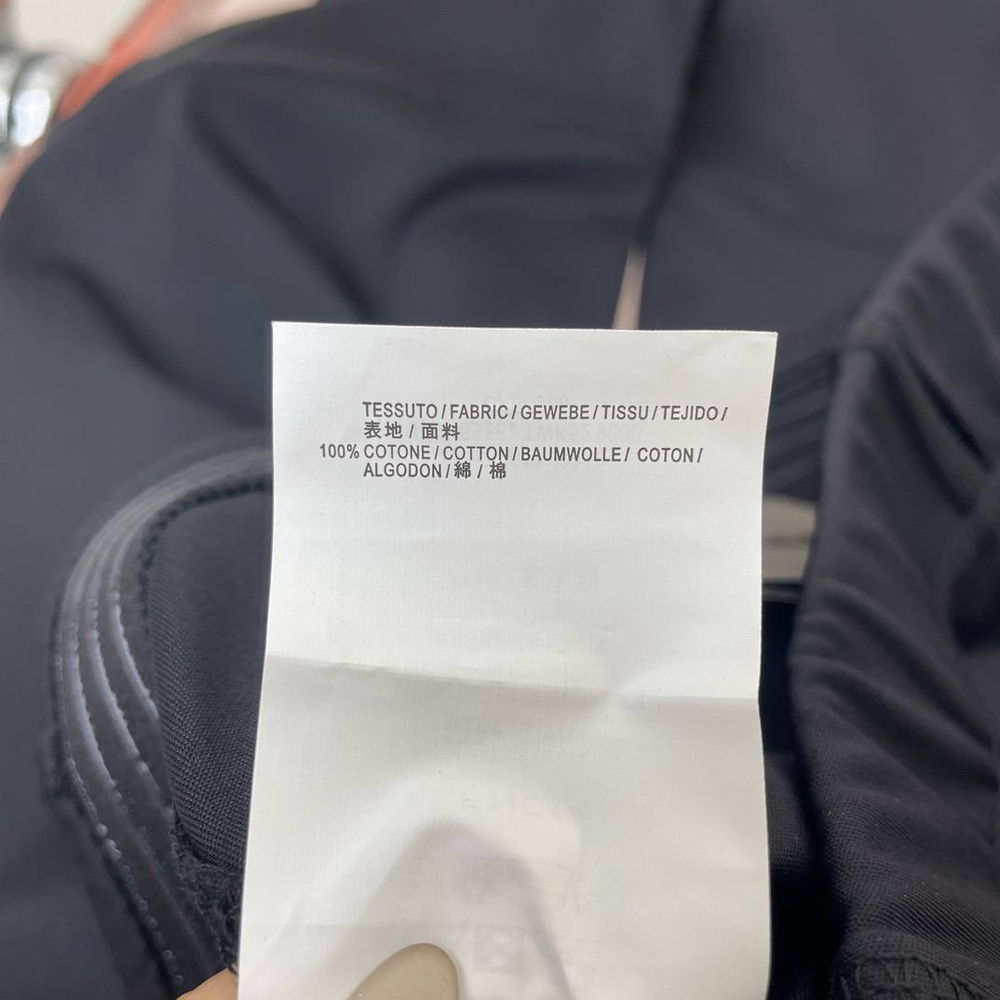 TESSUTO / FABRIC / GEWEBE / TISSU / TEJIDO /
表地 / 面料
100% COTONE / COTTON / BAUMWOLLE / COTON /
ALGODON / 綿 / 棉